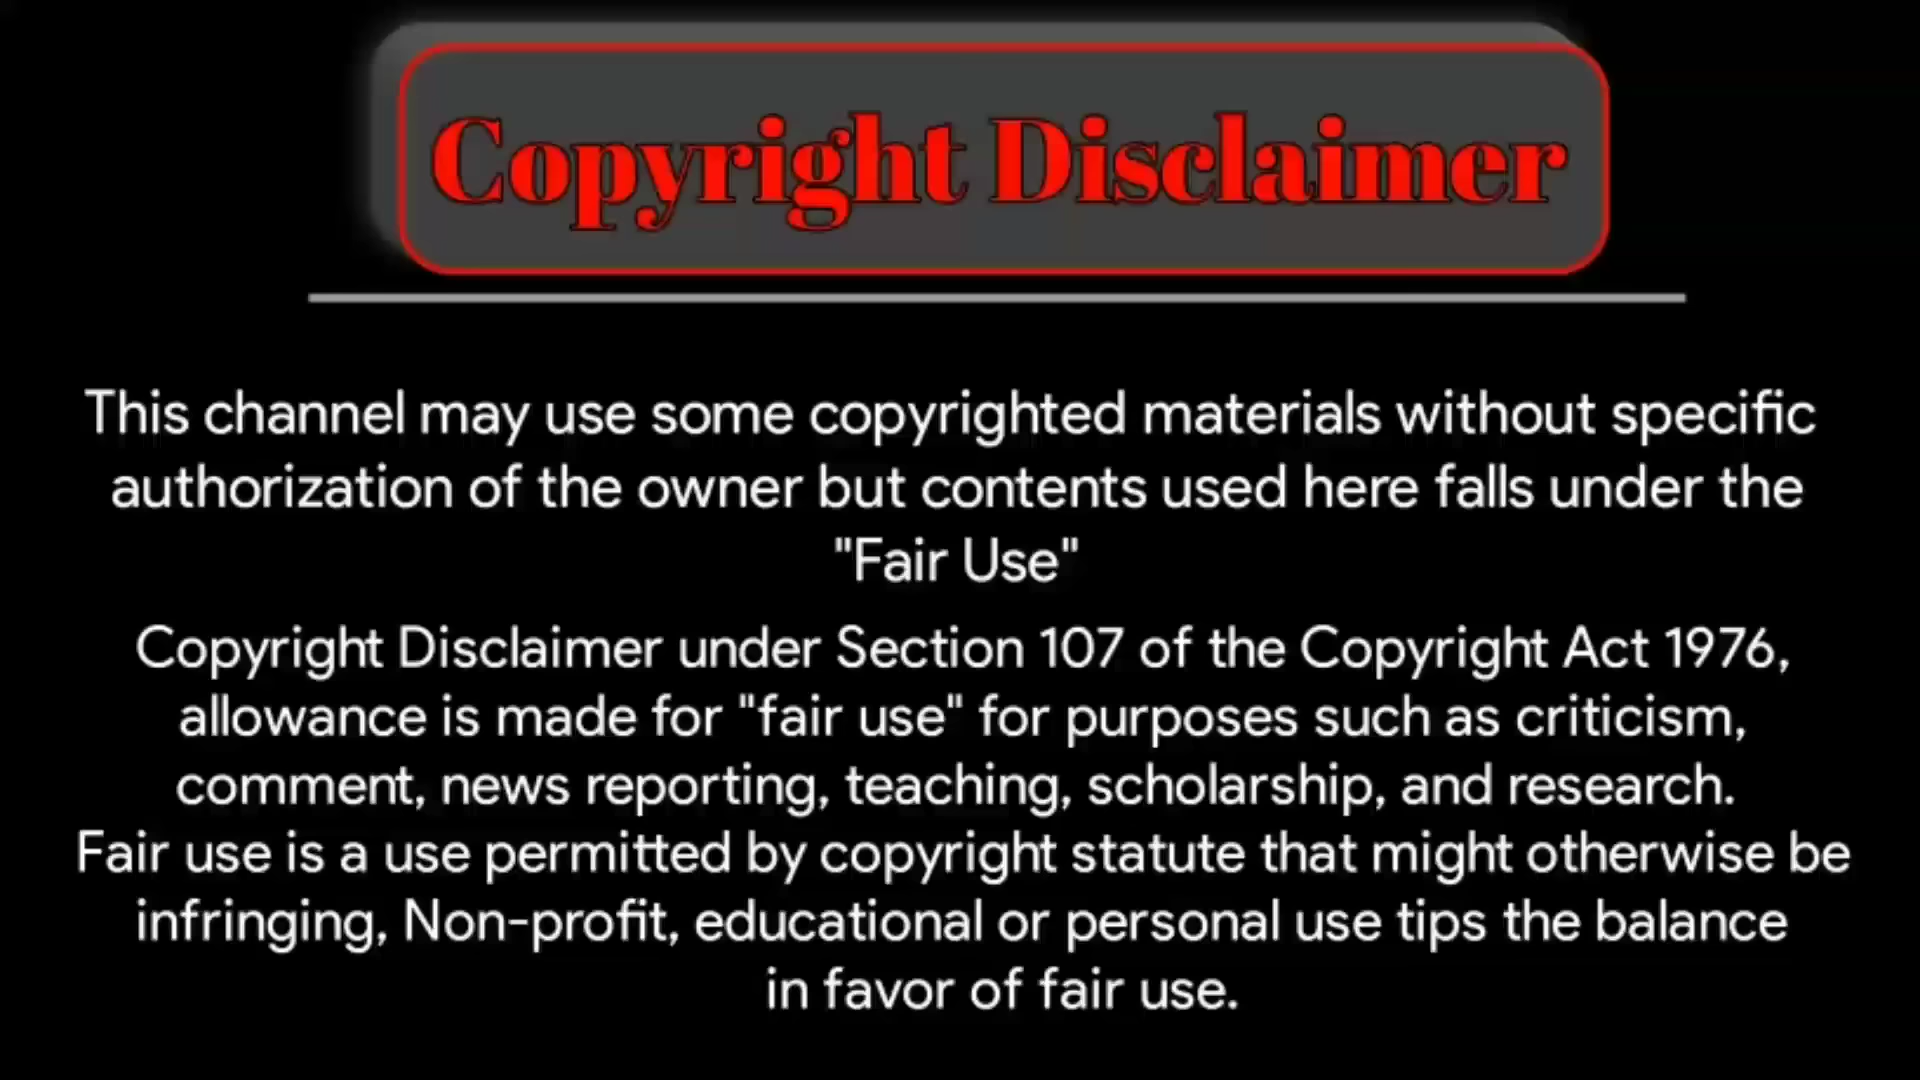 Copyright Disclaimer
This channel may use some copyrighted materials without specific
authorization of the owner but contents used here falls under the
"Fair Use"
Copyright Disclaimer under Section 107 of the Copyright Act 1976,
allowance is made for "fair use" for purposes such as criticism,
comment, news reporting, teaching, scholarship, and research.
Fair use is a use permitted by copyright statute that might otherwise be
infringing, Non-profit, educational or personal use tips the balance
in favor of fair use.